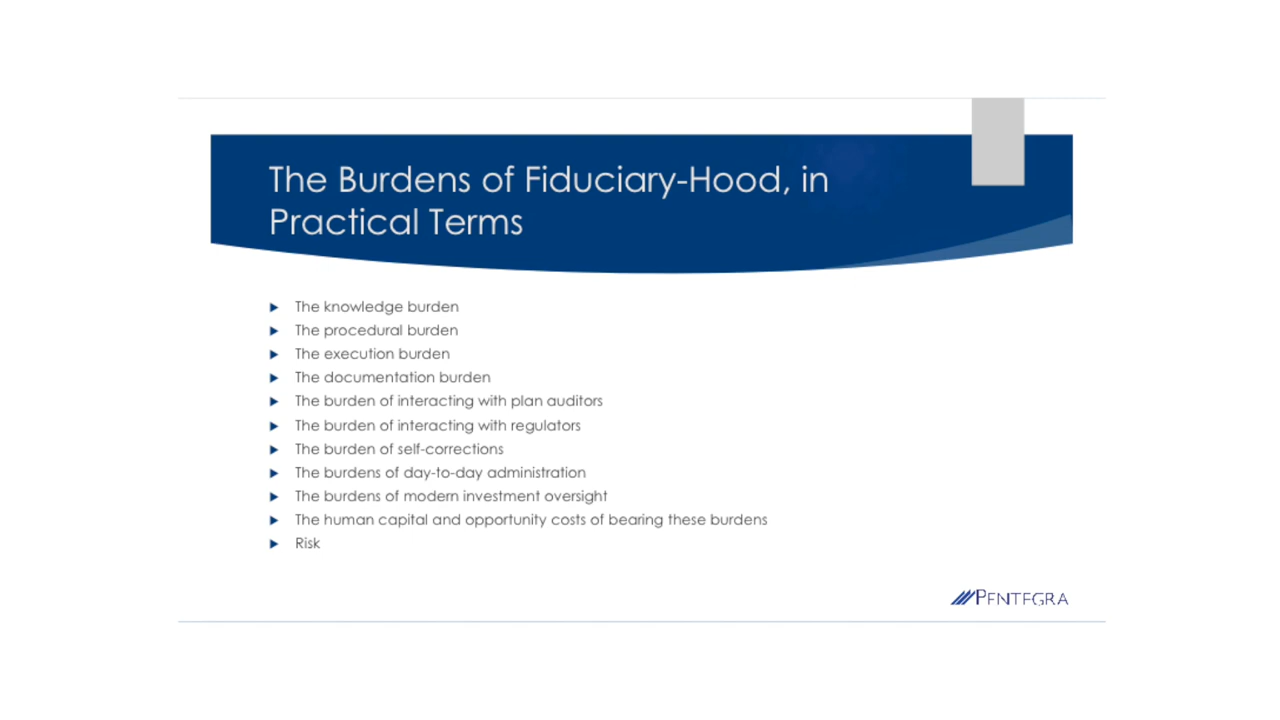 The Burdens of Fiduciary-Hood, in
Practical Terms
The knowledge burden
The procedural burden
The execution burden
The documentation burden
The burden of interacting with plan auditors
The burden of interacting with regulators
The burden of self-corrections
The burdens of day-to-day administration
The burdens of modern investment oversight
The human capital and opportunity costs of bearing these burdens
Risk
PENTEGRA